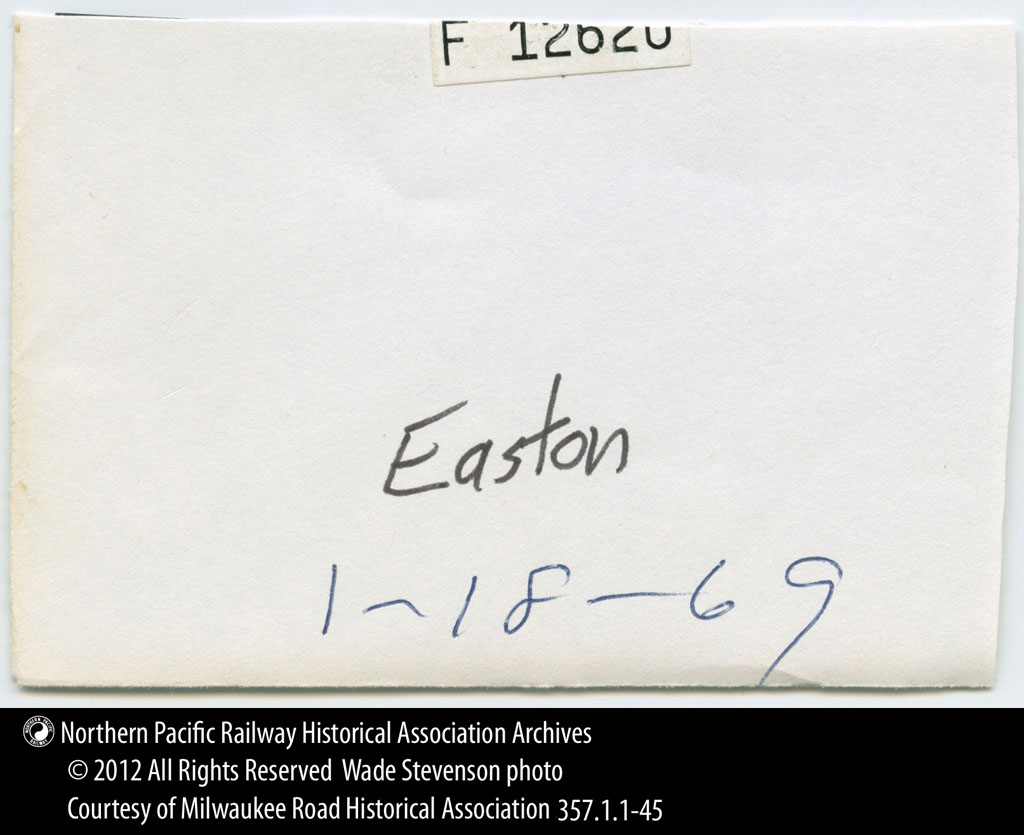 F 12620
Easton
1-18-69
Northern Pacific Railway Historical Association Archives
© 2012 All Rights Reserved Wade Stevenson photo
Courtesy of Milwaukee Road Historical Association 357.1.1-45